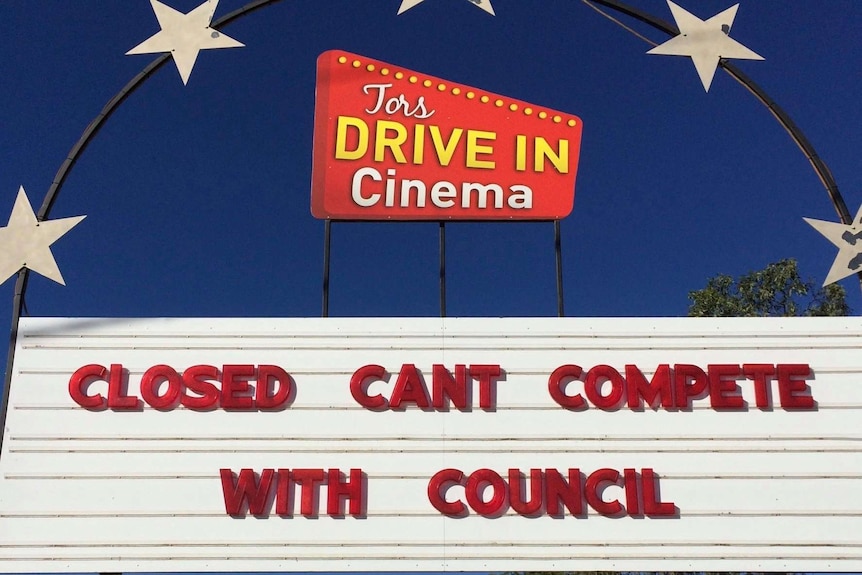 Tors
DRIVE IN
Cinema
CLOSED CANT COMPETE
WITH COUNCIL